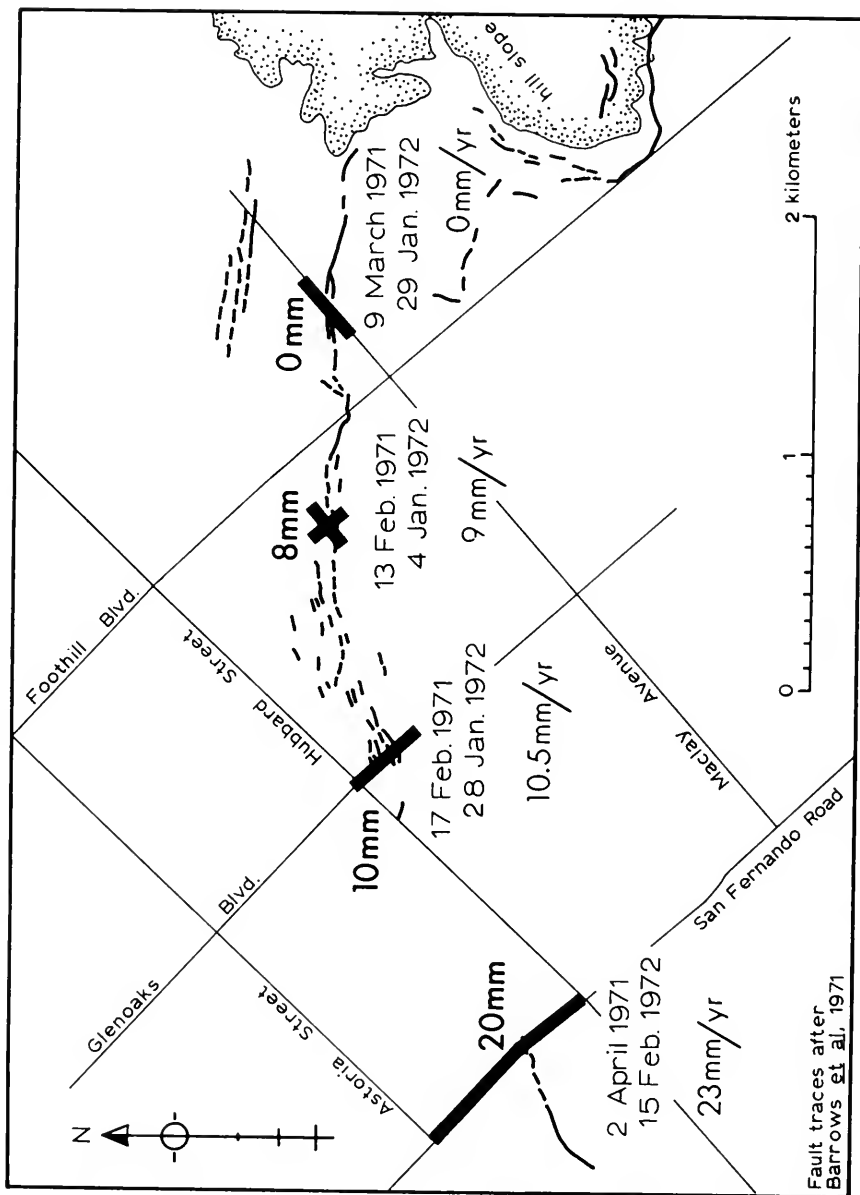 N
Glenoaks
Blvd.
Foothill Blvd.
Astoria
Street
Hubbard
Street
hill slope
20mm
2 April 1971
15 Feb. 1972
23mm/yr
10mm
17 Feb. 1971
28 Jan. 1972
10.5mm/yr
8mm
13 Feb. 1971
4 Jan. 1972
9mm/yr
0mm
9 March 1971
29 Jan. 1972
0mm/yr
Maclay
Avenue
San Fernando Road
0
1
2 kilometers
Fault traces after
Barrows et al, 1971